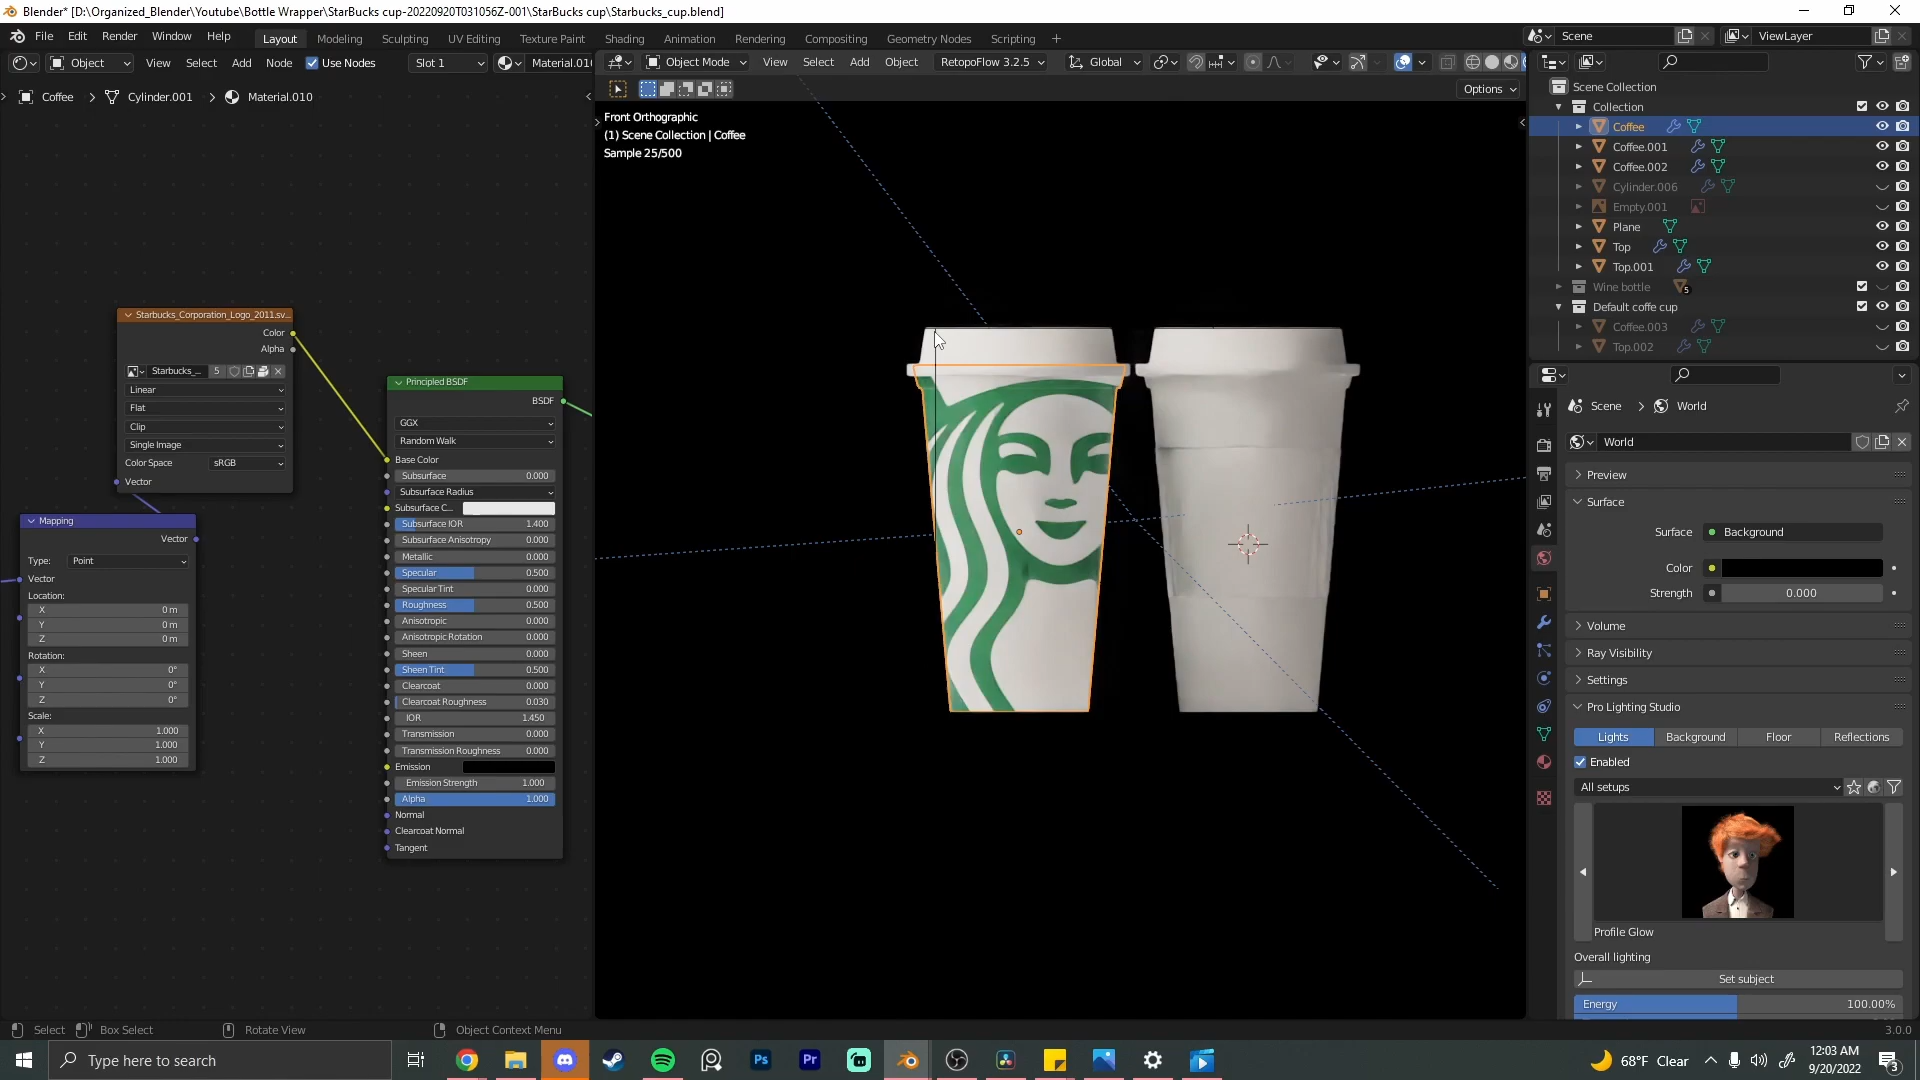 Blender* [D:\Organized_Blender\Youtube\Bottle Wrapper\StarBucks cup-20220920T031056Z-001\StarBucks cup\Starbucks_cup.blend]
File Edit Render Window Help Layout Modeling Sculpting UV Editing Texture Paint Shading Animation Rendering Compositing Geometry Nodes Scripting + Scene ViewLayer
Object View Select Add Node Use Nodes Slot 1 Material.01
Object Mode View Select Add Object RetopoFlow 3.2.5 Global
Options
Coffee > Cylinder.001 > Material.010
Front Orthographic
(1) Scene Collection | Coffee
Sample 25/500
Starbucks_Corporation_Logo_2011.sv...
Color
Alpha
Starbucks_... 5
Linear
Flat
Clip
Single Image
Color Space sRGB
Vector
Mapping
Vector
Type: Point
Vector
Location:
X 0 m
Y 0 m
Z 0 m
Rotation:
X 0°
Y 0°
Z 0°
Scale:
X 1.000
Y 1.000
Z 1.000
Principled BSDF
BSDF
GGX
Random Walk
Base Color
Subsurface 0.000
Subsurface Radius
Subsurface C...
Subsurface IOR 1.400
Subsurface Anisotropy 0.000
Metallic 0.000
Specular 0.500
Specular Tint 0.000
Roughness 0.500
Anisotropic 0.000
Anisotropic Rotation 0.000
Sheen 0.000
Sheen Tint 0.500
Clearcoat 0.000
Clearcoat Roughness 0.030
IOR 1.450
Transmission 0.000
Transmission Roughness 0.000
Emission
Emission Strength 1.000
Alpha 1.000
Normal
Clearcoat Normal
Tangent
Scene Collection
Collection
Coffee
Coffee.001
Coffee.002
Cylinder.006
Empty.001
Plane
Top
Top.001
Wine bottle 5
Default coffe cup
Coffee.003
Top.002
Scene > World
World
Preview
Surface
Surface Background
Color
Strength 0.000
Volume
Ray Visibility
Settings
Pro Lighting Studio
Lights Background Floor Reflections
Enabled
All setups
Profile Glow
Overall lighting
Set subject
Energy 100.00%
Select Box Select Rotate View Object Context Menu 3.0.0
Type here to search
Ps Pr
68°F Clear
12:03 AM
9/20/2022
3